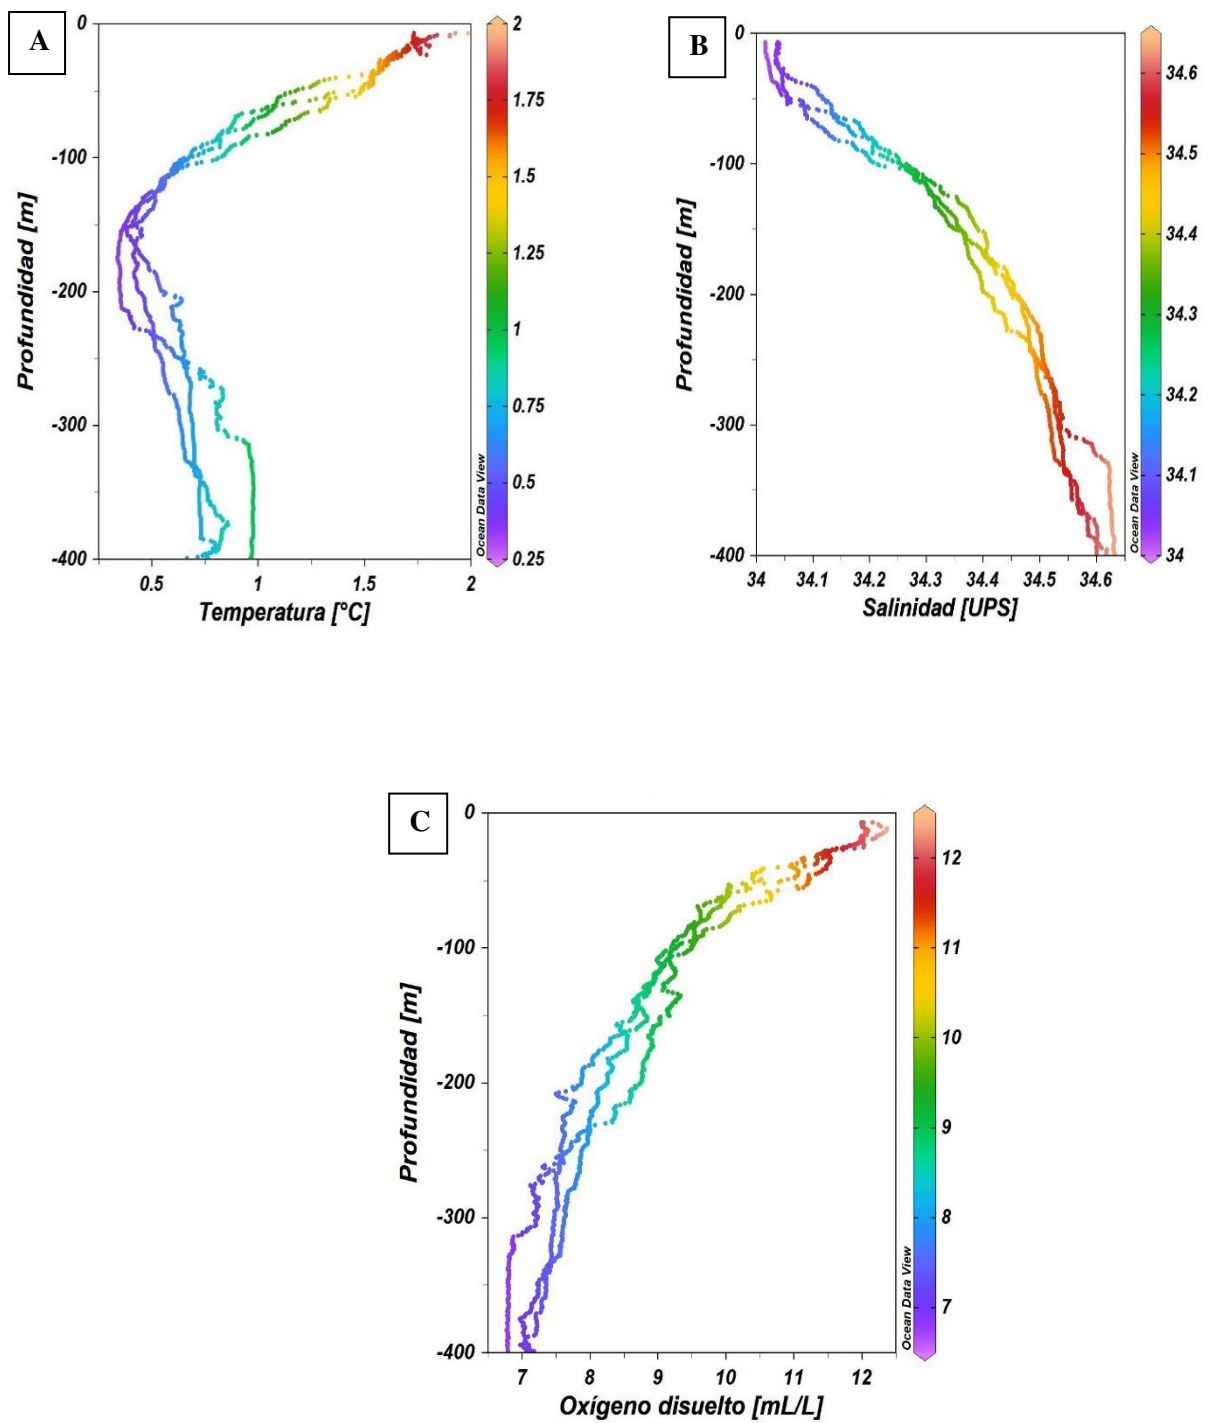 A
0
-100
-200
-300
-400
Profundidad [m]
0.5 1 1.5 2
Temperatura [°C]
2
1.75
1.5
1.25
1
0.75
0.5
0.25
Ocean Data View
B
0
-100
-200
-300
-400
Profundidad [m]
34 34.1 34.2 34.3 34.4 34.5 34.6
Salinidad [UPS]
34.6
34.5
34.4
34.3
34.2
34.1
34
Ocean Data View
C
0
-100
-200
-300
-400
Profundidad [m]
7 8 9 10 11 12
Oxígeno disuelto [mL/L]
12
11
10
9
8
7
Ocean Data View